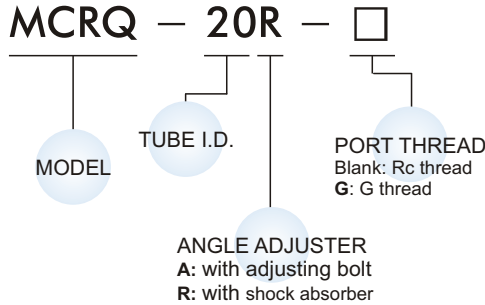 MCRQ – 20R – □
MODEL
TUBE I.D.
PORT THREAD
Blank: Rc thread
G: G thread
ANGLE ADJUSTER
A: with adjusting bolt
R: with shock absorber